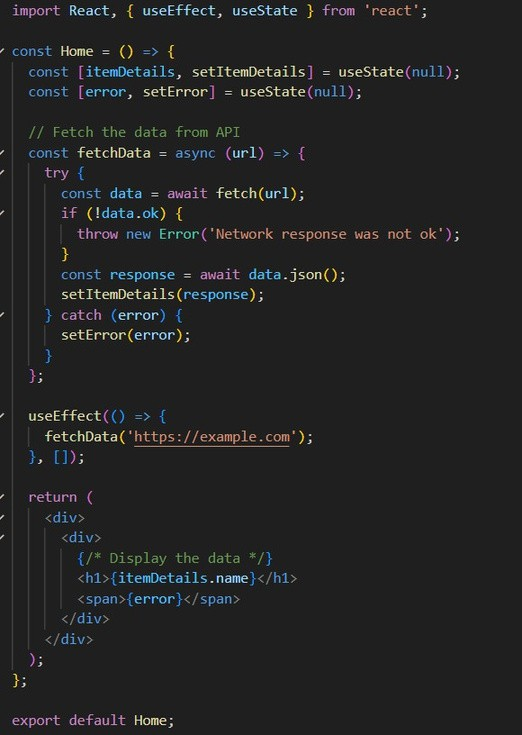 import React, { useEffect, useState } from 'react';
const Home = () => {
const [itemDetails, setItemDetails] = useState(null);
const [error, setError] = useState(null);
// Fetch the data from API
const fetchData = async (url) => {
try {
const data = await fetch(url);
if (!data.ok) {
throw new Error('Network response was not ok');
}
const response = await data.json();
setItemDetails(response);
} catch (error) {
setError(error);
}
};
useEffect(() => {
fetchData('https://example.com');
}, []);
return (
<div>
<div>
{/* Display the data */}
<h1>{itemDetails.name}</h1>
<span>{error}</span>
</div>
</div>
);
};
export default Home;